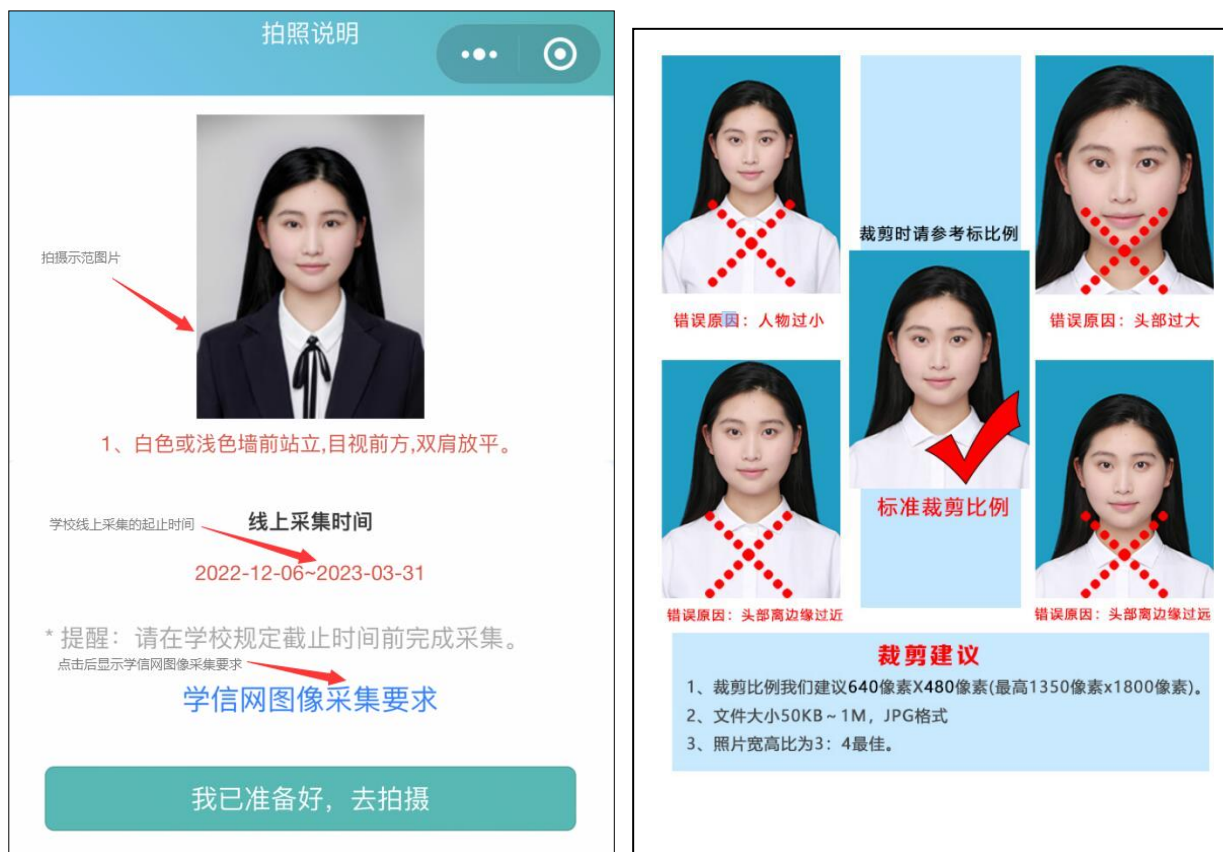 拍照说明
拍摄示范图片
1、白色或浅色墙前站立,目视前方,双肩放平。
学校线上采集的起止时间
线上采集时间
2022-12-06~2023-03-31
* 提醒：请在学校规定截止时间前完成采集。
点击后显示学信网图像采集要求
学信网图像采集要求
我已准备好，去拍摄
裁剪时请参考标比例
错误原因：人物过小
错误原因：头部过大
标准裁剪比例
错误原因：头部离边缘过近
错误原因：头部离边缘过远
裁剪建议
1、裁剪比例我们建议640像素X480像素(最高1350像素x1800像素)。
2、文件大小50KB～1M，JPG格式
3、照片宽高比为3：4最佳。